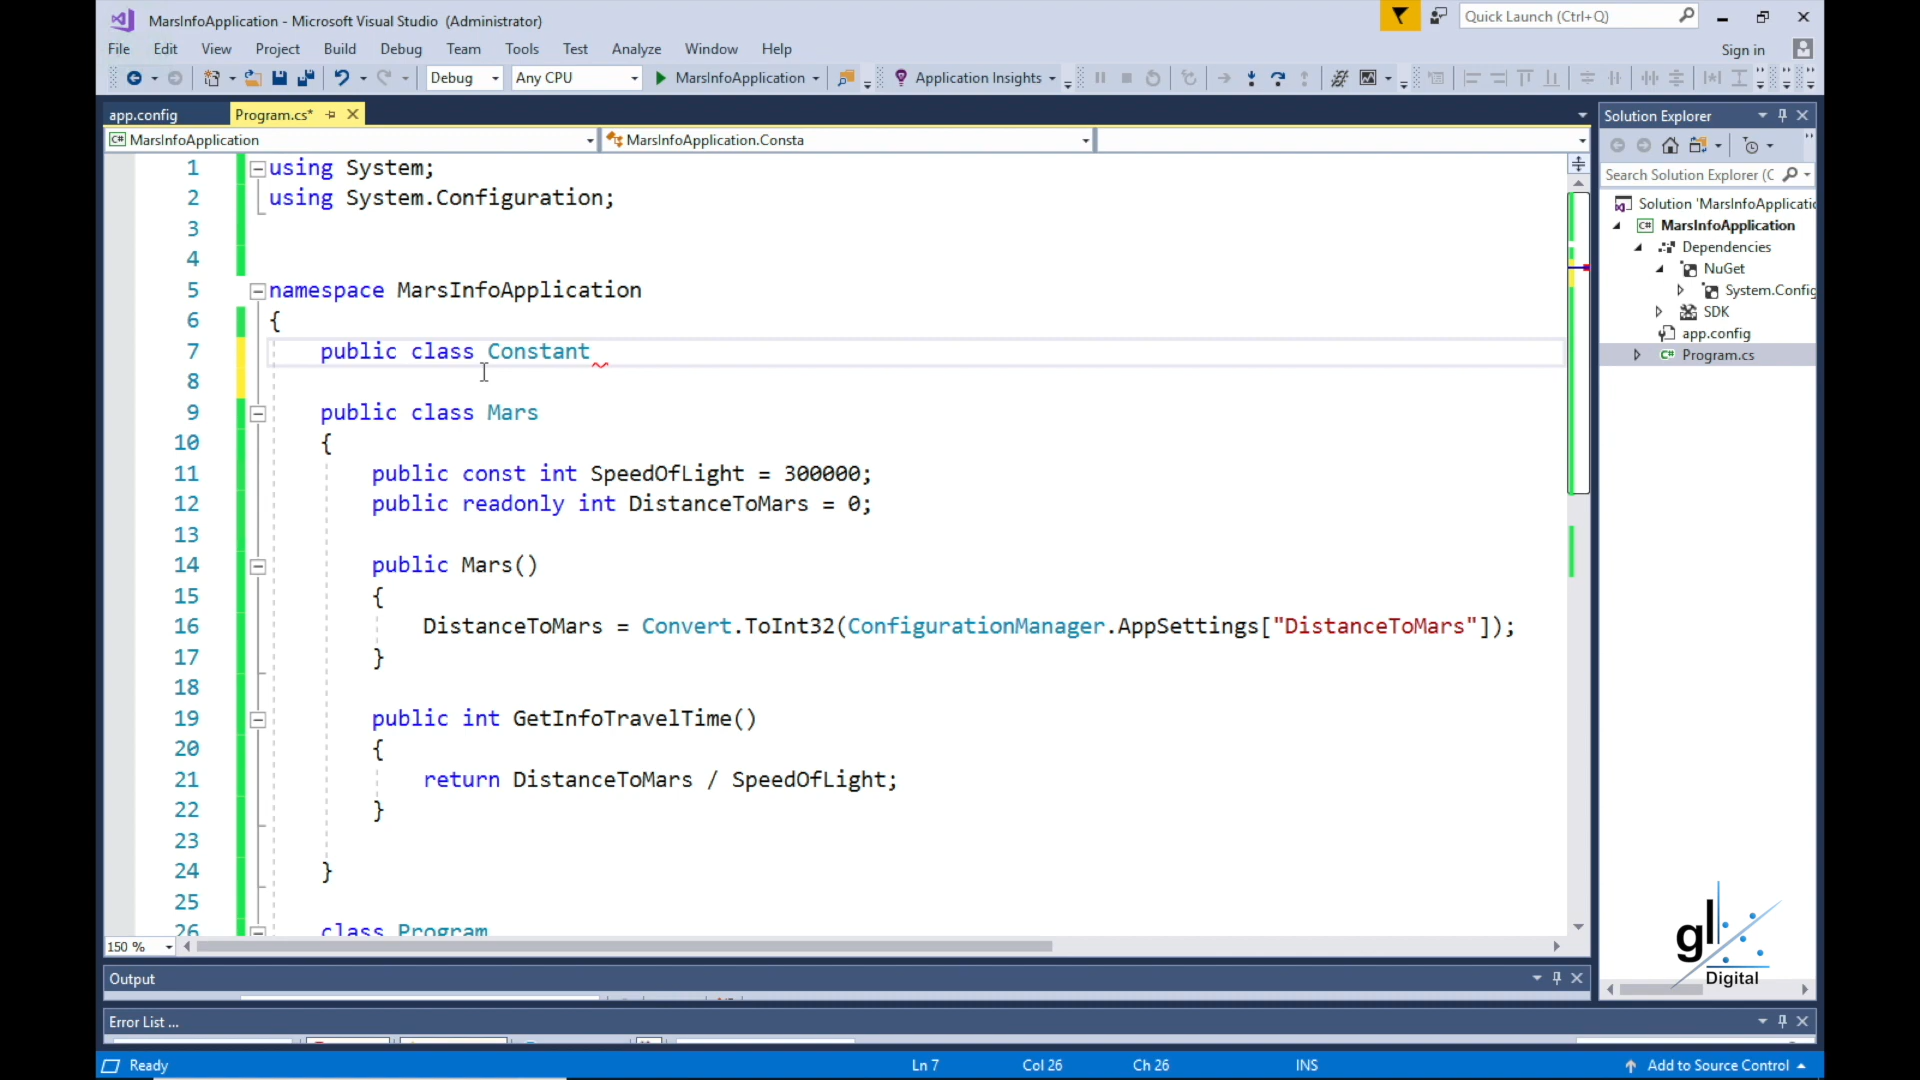 MarsInfoApplication - Microsoft Visual Studio (Administrator)
Quick Launch (Ctrl+Q)
File Edit View Project Build Debug Team Tools Test Analyze Window Help
Sign in
Debug Any CPU MarsInfoApplication Application Insights
app.config Program.cs*
MarsInfoApplication MarsInfoApplication.Consta
1 using System;
2 using System.Configuration;
3
4
5 namespace MarsInfoApplication
6 {
7 public class Constant
8
9 public class Mars
10 {
11 public const int SpeedOfLight = 300000;
12 public readonly int DistanceToMars = 0;
13
14 public Mars()
15 {
16 DistanceToMars = Convert.ToInt32(ConfigurationManager.AppSettings["DistanceToMars"]);
17 }
18
19 public int GetInfoTravelTime()
20 {
21 return DistanceToMars / SpeedOfLight;
22 }
23
24 }
25
26 class Program
150 %
Solution Explorer
Search Solution Explorer (C
Solution 'MarsInfoApplicatio
C# MarsInfoApplication
Dependencies
NuGet
System.Config
SDK
app.config
C# Program.cs
gl
Digital
Output
Error List ...
Ready Ln 7 Col 26 Ch 26 INS Add to Source Control